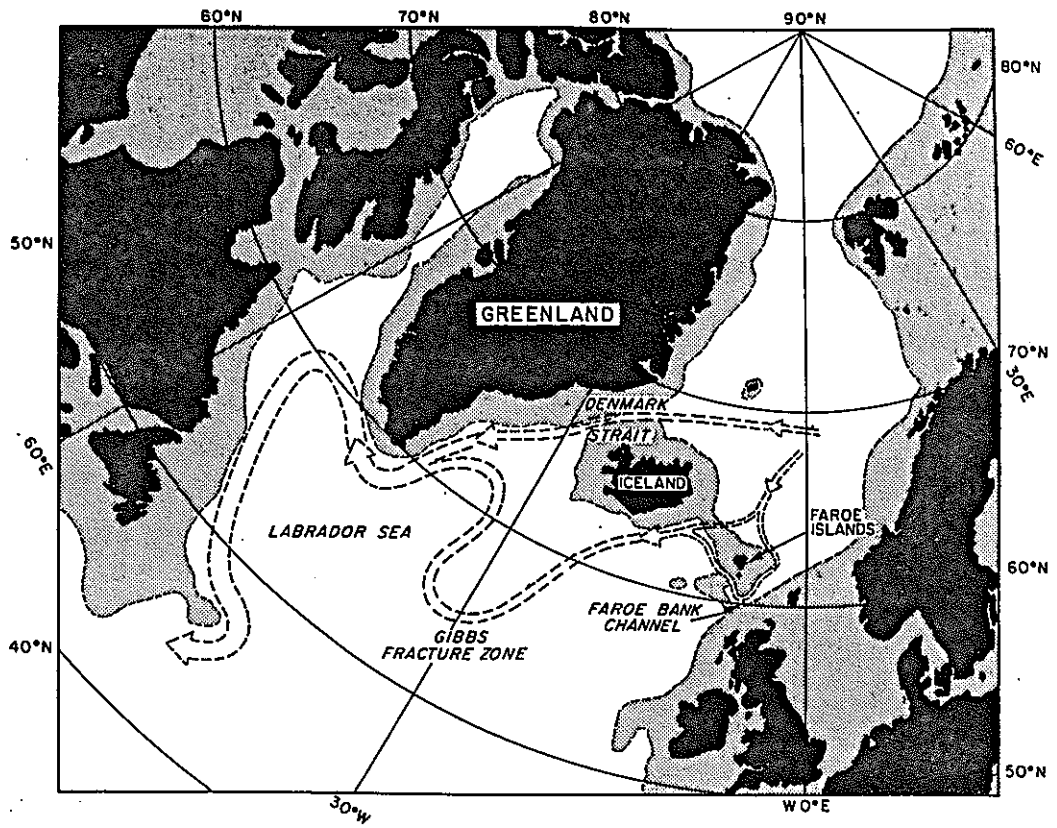 60°N
70°N
80°N
90°N
80°N
60°E
50°N
GREENLAND
70°N
30°E
DENMARK
STRAIT
60°E
ICELAND
LABRADOR SEA
FAROE
ISLANDS
60°N
FAROE BANK
CHANNEL
GIBBS
FRACTURE ZONE
40°N
50°N
30°W
W0°E